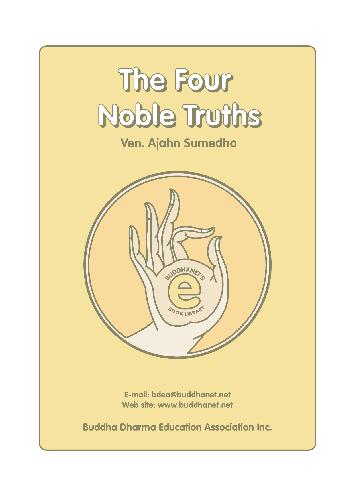 The Four
Noble Truths
Ven. Ajahn Sumedho
BUDDHANET'S
e
BOOK LIBRARY
E-mail: bdea@buddhanet.net
Web site: www.buddhanet.net
Buddha Dharma Education Association Inc.